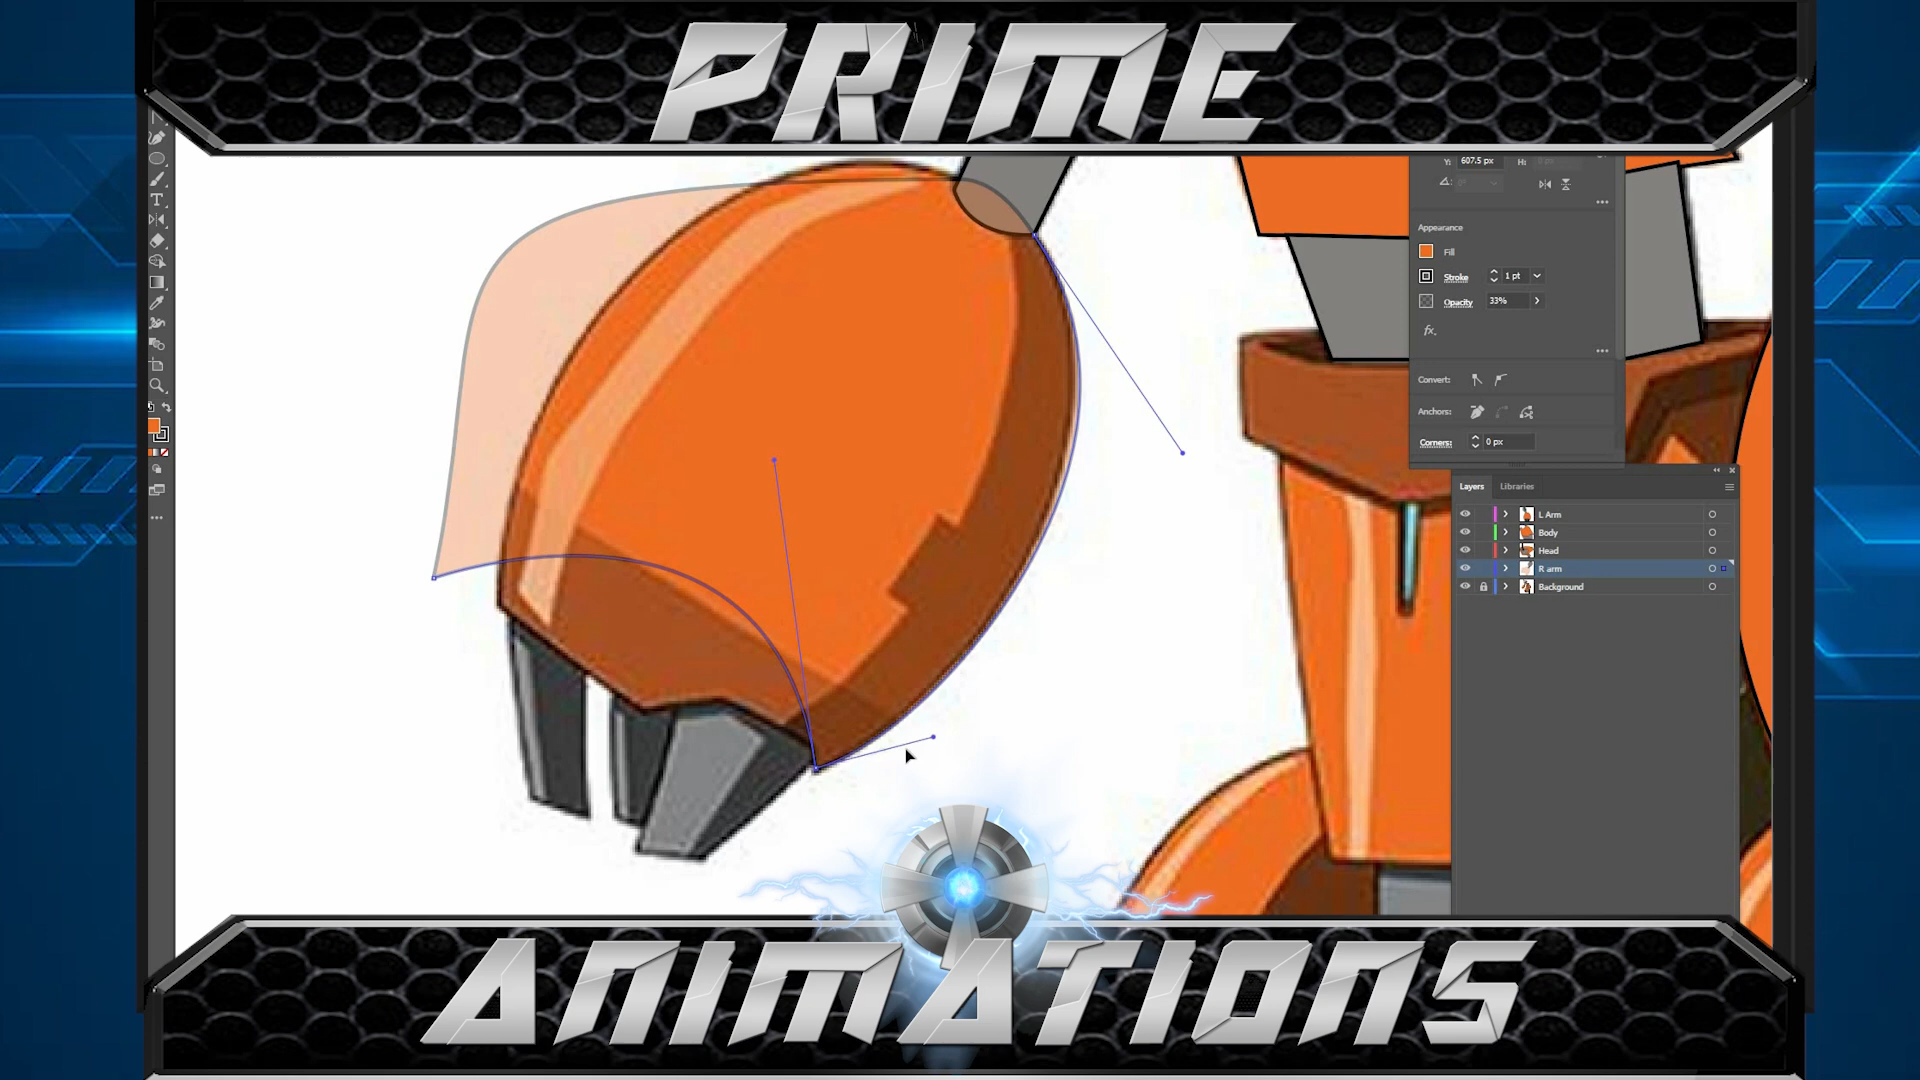 PRIME
Y: 607.5 px H:
Appearance
Fill
Stroke 1 pt
Opacity 33%
fx.
Convert:
Anchors:
Corners: 0 px
Layers Libraries
L Arm
Body
Head
R arm
Background
T
ANIMATIONS